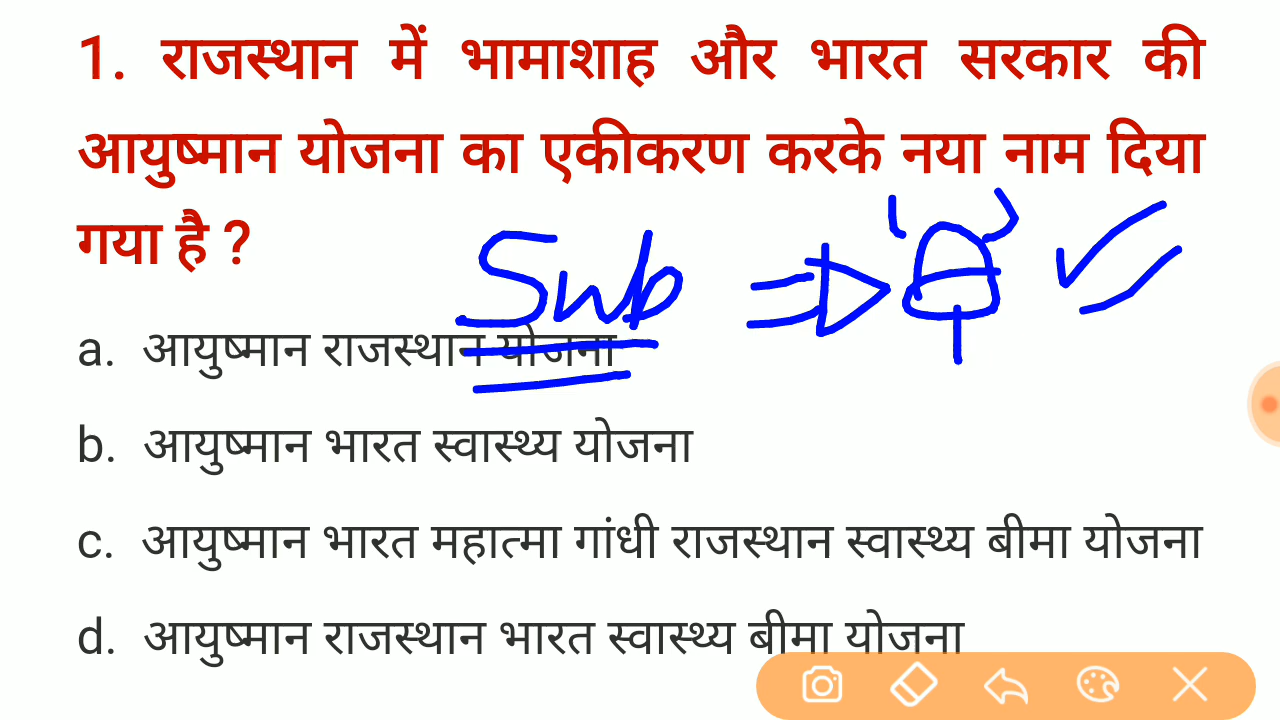 1. राजस्थान में भामाशाह और भारत सरकार की
आयुष्मान योजना का एकीकरण करके नया नाम दिया
गया है ?
Sub
a. आयुष्मान राजस्थान योजना
b. आयुष्मान भारत स्वास्थ्य योजना
c. आयुष्मान भारत महात्मा गांधी राजस्थान स्वास्थ्य बीमा योजना
d. आयुष्मान राजस्थान भारत स्वास्थ्य बीमा योजना